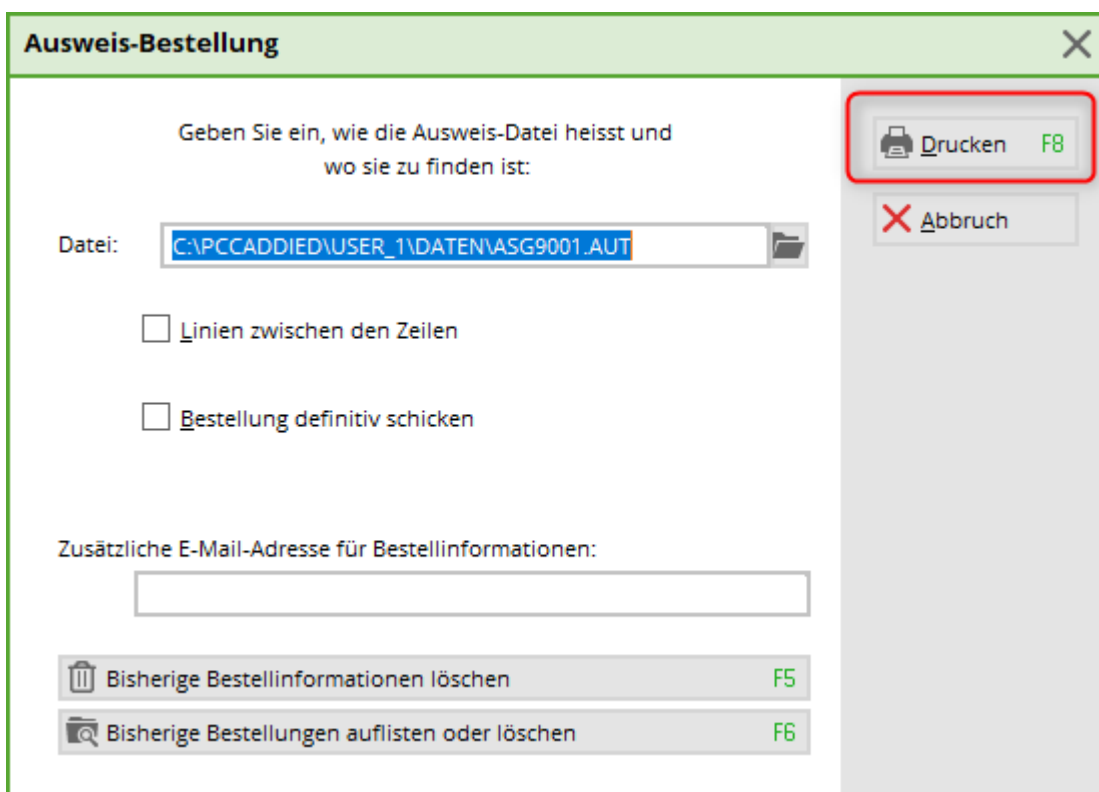 Ausweis-Bestellung
Geben Sie ein, wie die Ausweis-Datei heisst und
wo sie zu finden ist:
Datei: C:\PCCADDIED\USER_1\DATEN\ASG9001.AUT
Linien zwischen den Zeilen
Bestellung definitiv schicken
Zusätzliche E-Mail-Adresse für Bestellinformationen:
Bisherige Bestellinformationen löschen F5
Bisherige Bestellungen auflisten oder löschen F6
Drucken F8
Abbruch